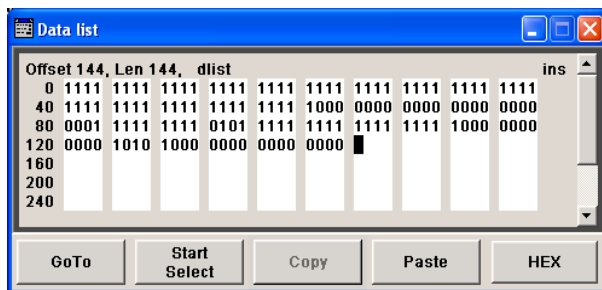 Data list
Offset 144, Len 144, dlist ins
0 1111 1111 1111 1111 1111 1111 1111 1111 1111 1111
40 1111 1111 1111 1111 1111 1000 0000 0000 0000 0000
80 0001 1111 1111 0101 1111 1111 1111 1111 1000 0000
120 0000 1010 1000 0000 0000 0000
160
200
240
GoTo Start Select Copy Paste HEX